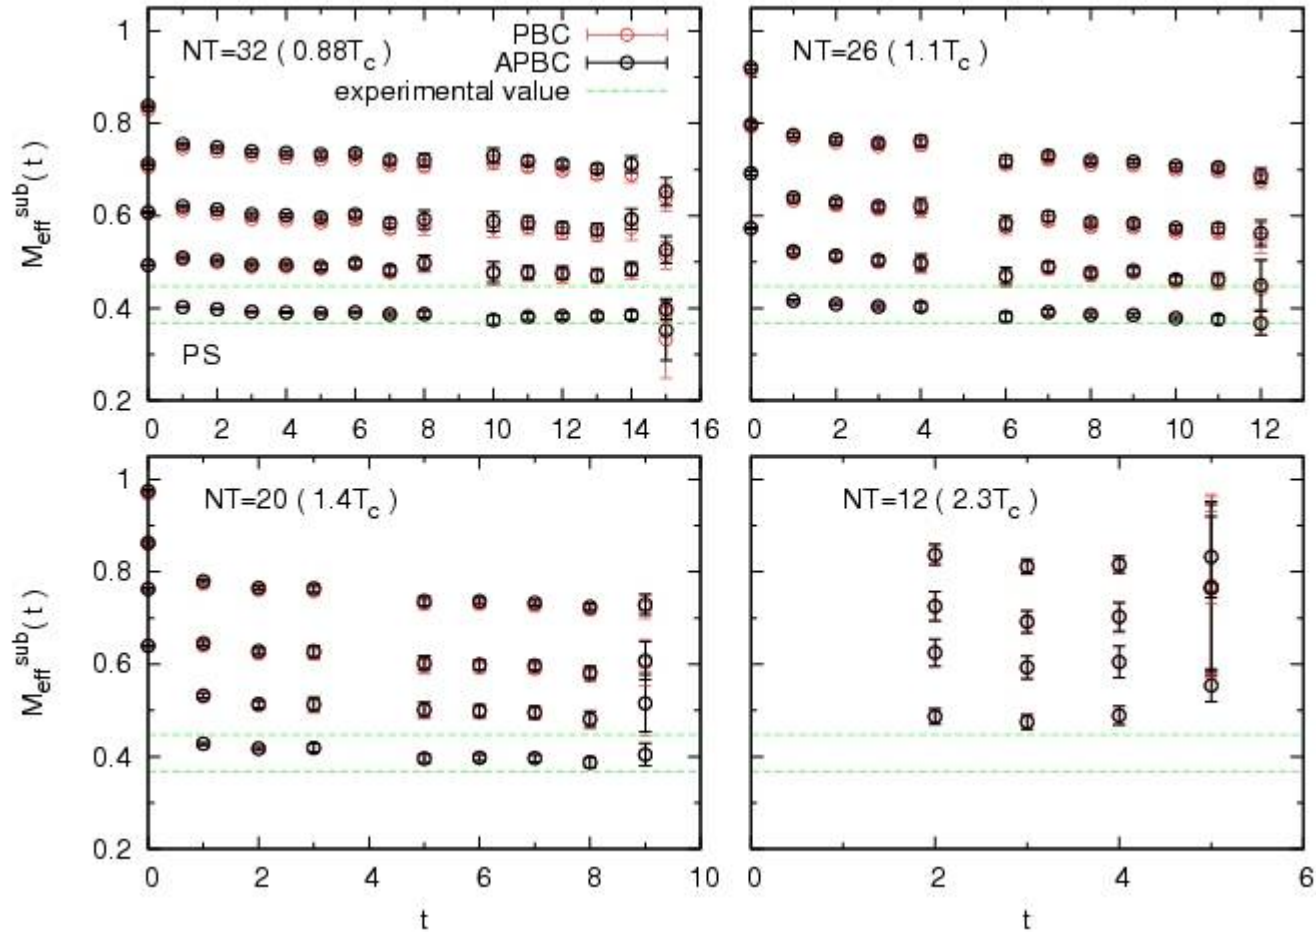 NT=32 ( 0.88T_c )
PBC
APBC
experimental value
PS
M_eff^sub( t )
1
0.8
0.6
0.4
0.2
0 2 4 6 8 10 12 14 16
NT=26 ( 1.1T_c )
0 2 4 6 8 10 12
NT=20 ( 1.4T_c )
M_eff^sub( t )
1
0.8
0.6
0.4
0.2
0 2 4 6 8 10
t
NT=12 ( 2.3T_c )
0 2 4 6
t